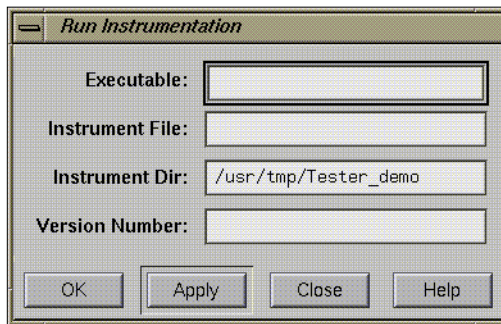 Run Instrumentation
Executable:
Instrument File:
Instrument Dir: /usr/tmp/Tester_demo
Version Number:
OK Apply Close Help